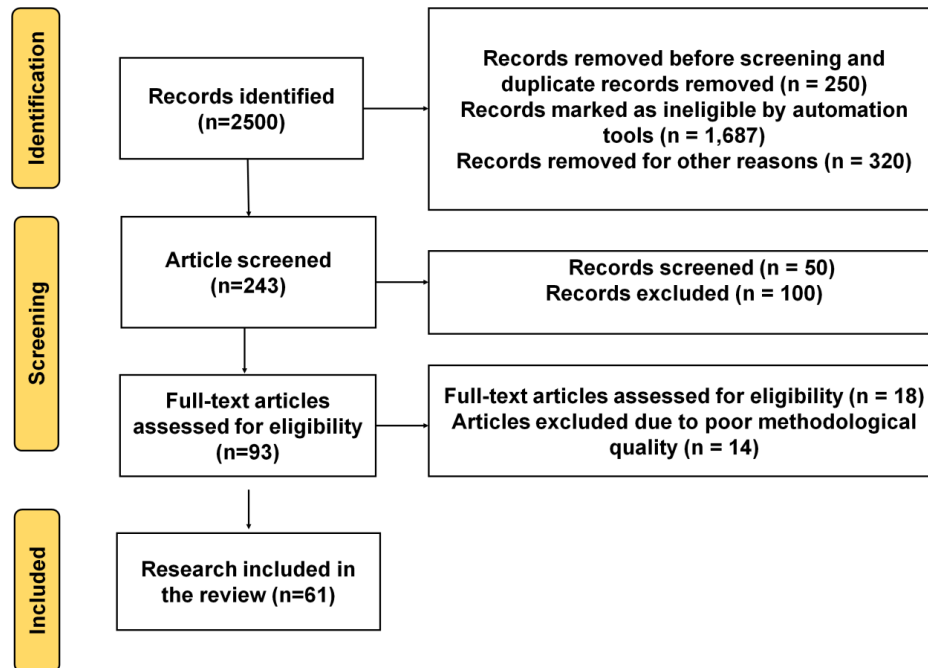 Identification
Records identified
(n=2500)
Records removed before screening and
duplicate records removed (n = 250)
Records marked as ineligible by automation
tools (n = 1,687)
Records removed for other reasons (n = 320)
Screening
Article screened
(n=243)
Records screened (n = 50)
Records excluded (n = 100)
Full-text articles
assessed for eligibility
(n=93)
Full-text articles assessed for eligibility (n = 18)
Articles excluded due to poor methodological
quality (n = 14)
Included
Research included in
the review (n=61)